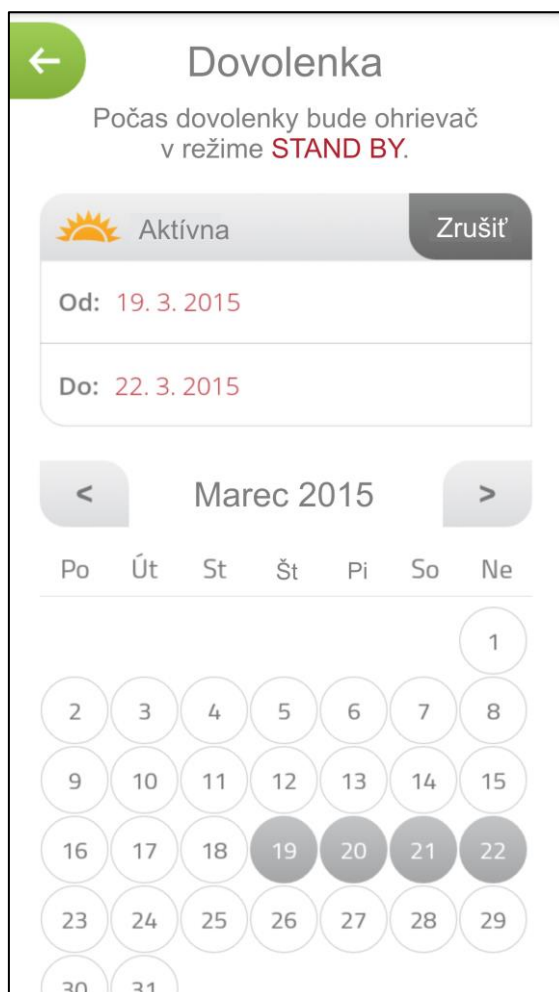 ←
Dovolenka
Počas dovolenky bude ohrievač
v režime STAND BY.
Aktívna Zrušiť
Od: 19. 3. 2015
Do: 22. 3. 2015
< Marec 2015 >
Po Út St Št Pi So Ne
1
2 3 4 5 6 7 8
9 10 11 12 13 14 15
16 17 18 19 20 21 22
23 24 25 26 27 28 29
30 31